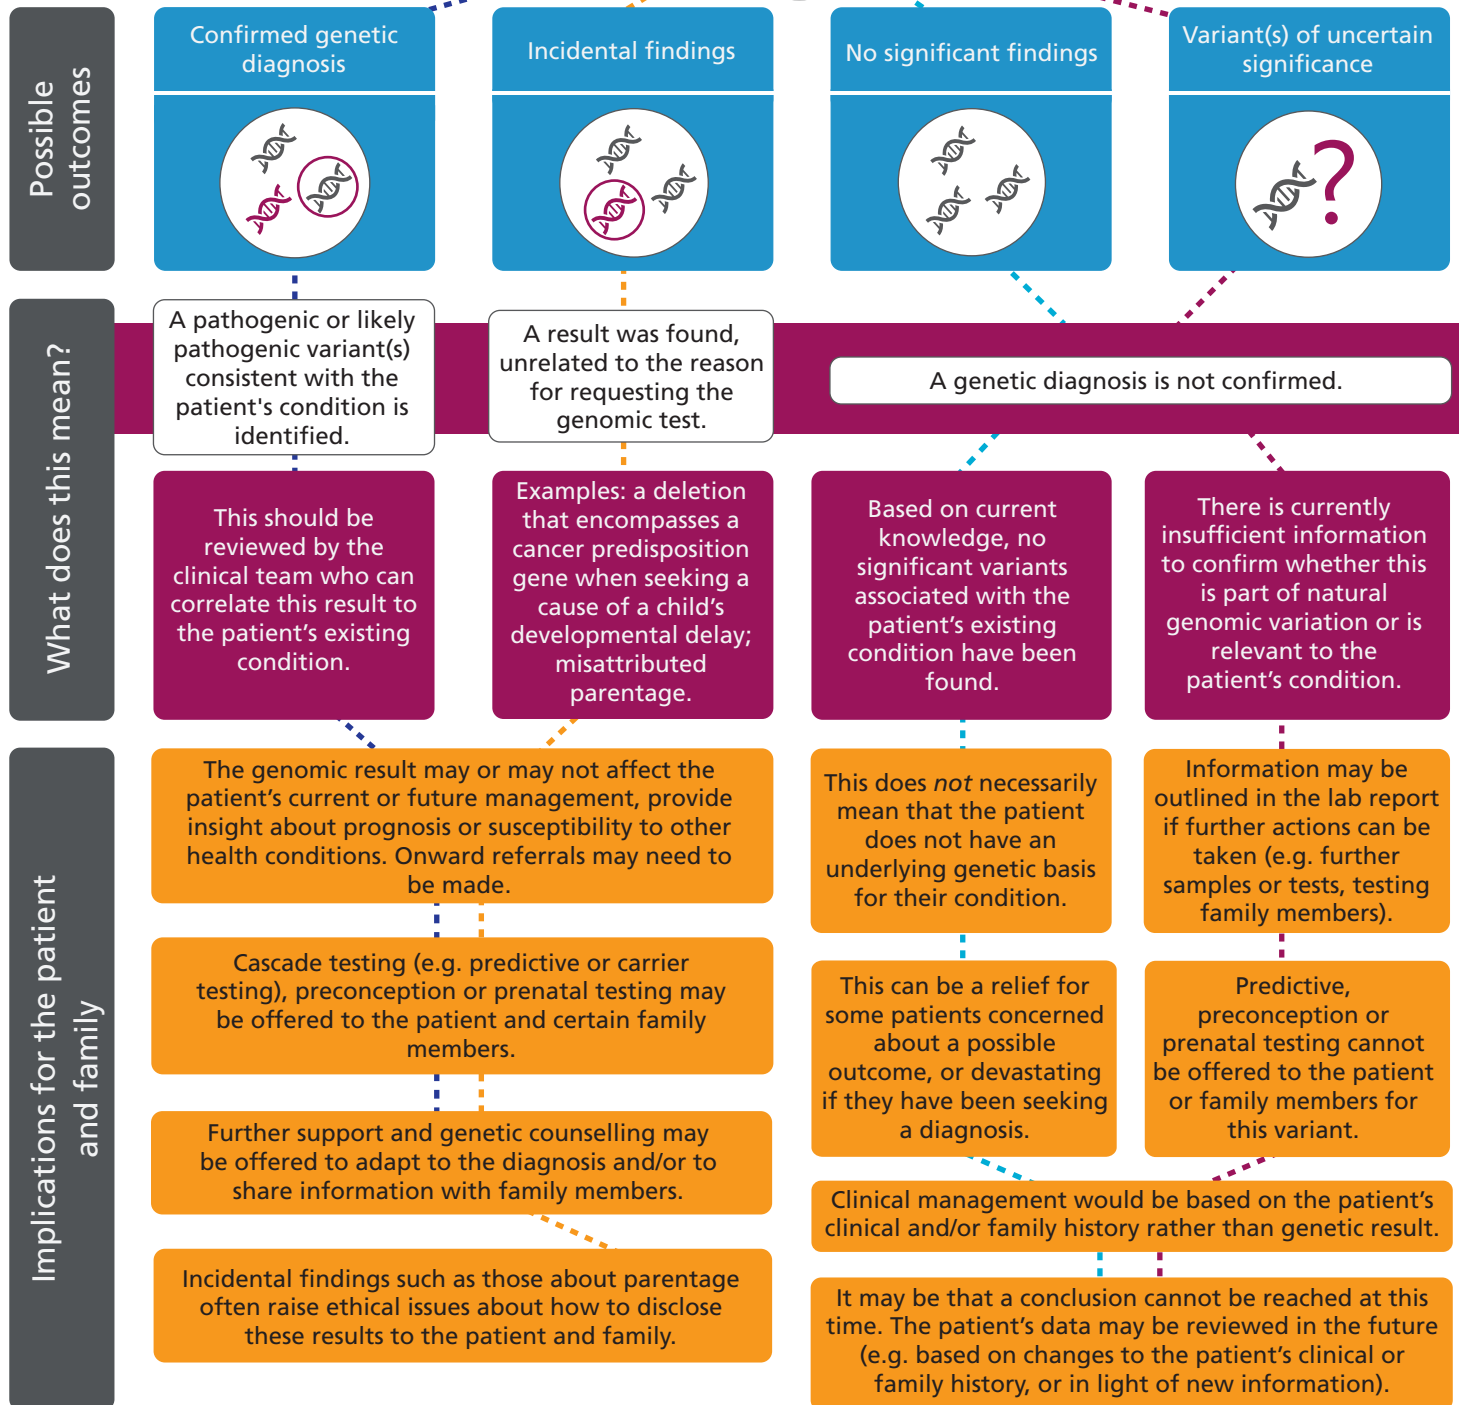 Possible
outcomes
Confirmed genetic
diagnosis
Incidental findings
No significant findings
Variant(s) of uncertain
significance
?
What does this mean?
A pathogenic or likely
pathogenic variant(s)
consistent with the
patient's condition is
identified.
A result was found,
unrelated to the reason
for requesting the
genomic test.
A genetic diagnosis is not confirmed.
This should be
reviewed by the
clinical team who can
correlate this result to
the patient’s existing
condition.
Examples: a deletion
that encompasses a
cancer predisposition
gene when seeking a
cause of a child’s
developmental delay;
misattributed
parentage.
Based on current
knowledge, no
significant variants
associated with the
patient’s existing
condition have been
found.
There is currently
insufficient information
to confirm whether this
is part of natural
genomic variation or is
relevant to the
patient’s condition.
Implications for the patient
and family
The genomic result may or may not affect the
patient’s current or future management, provide
insight about prognosis or susceptibility to other
health conditions. Onward referrals may need to
be made.
Cascade testing (e.g. predictive or carrier
testing), preconception or prenatal testing may
be offered to the patient and certain family
members.
Further support and genetic counselling may
be offered to adapt to the diagnosis and/or to
share information with family members.
Incidental findings such as those about parentage
often raise ethical issues about how to disclose
these results to the patient and family.
This does not necessarily
mean that the patient
does not have an
underlying genetic basis
for their condition.
This can be a relief for
some patients concerned
about a possible
outcome, or devastating
if they have been seeking
a diagnosis.
Information may be
outlined in the lab report
if further actions can be
taken (e.g. further
samples or tests, testing
family members).
Predictive,
preconception or
prenatal testing cannot
be offered to the patient
or family members for
this variant.
Clinical management would be based on the patient’s
clinical and/or family history rather than genetic result.
It may be that a conclusion cannot be reached at this
time. The patient’s data may be reviewed in the future
(e.g. based on changes to the patient’s clinical or
family history, or in light of new information).